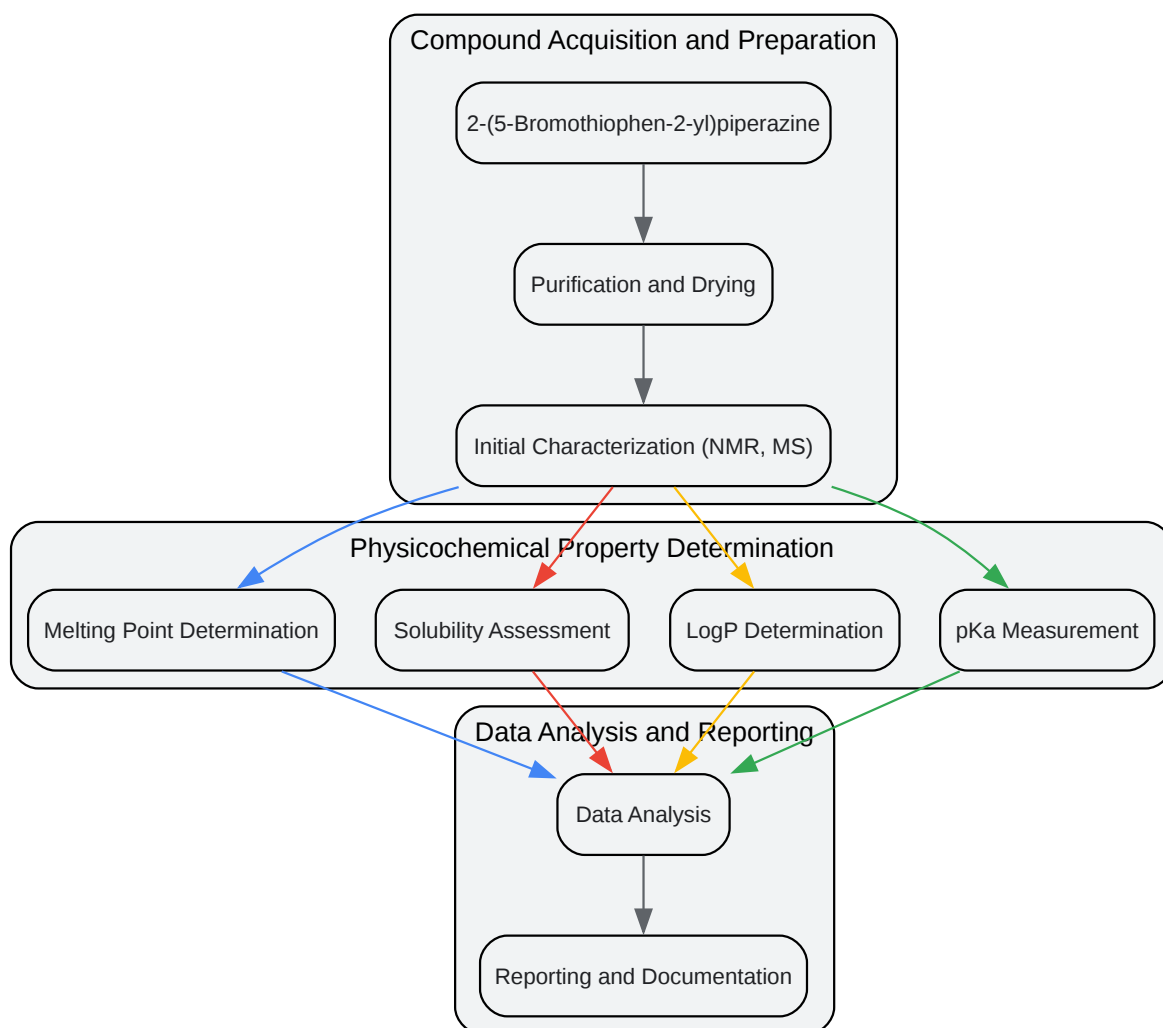 Compound Acquisition and Preparation
2-(5-Bromothiophen-2-yl)piperazine
Purification and Drying
Initial Characterization (NMR, MS)
Physicochemical Property Determination
Melting Point Determination
Solubility Assessment
LogP Determination
pKa Measurement
Data Analysis and Reporting
Data Analysis
Reporting and Documentation